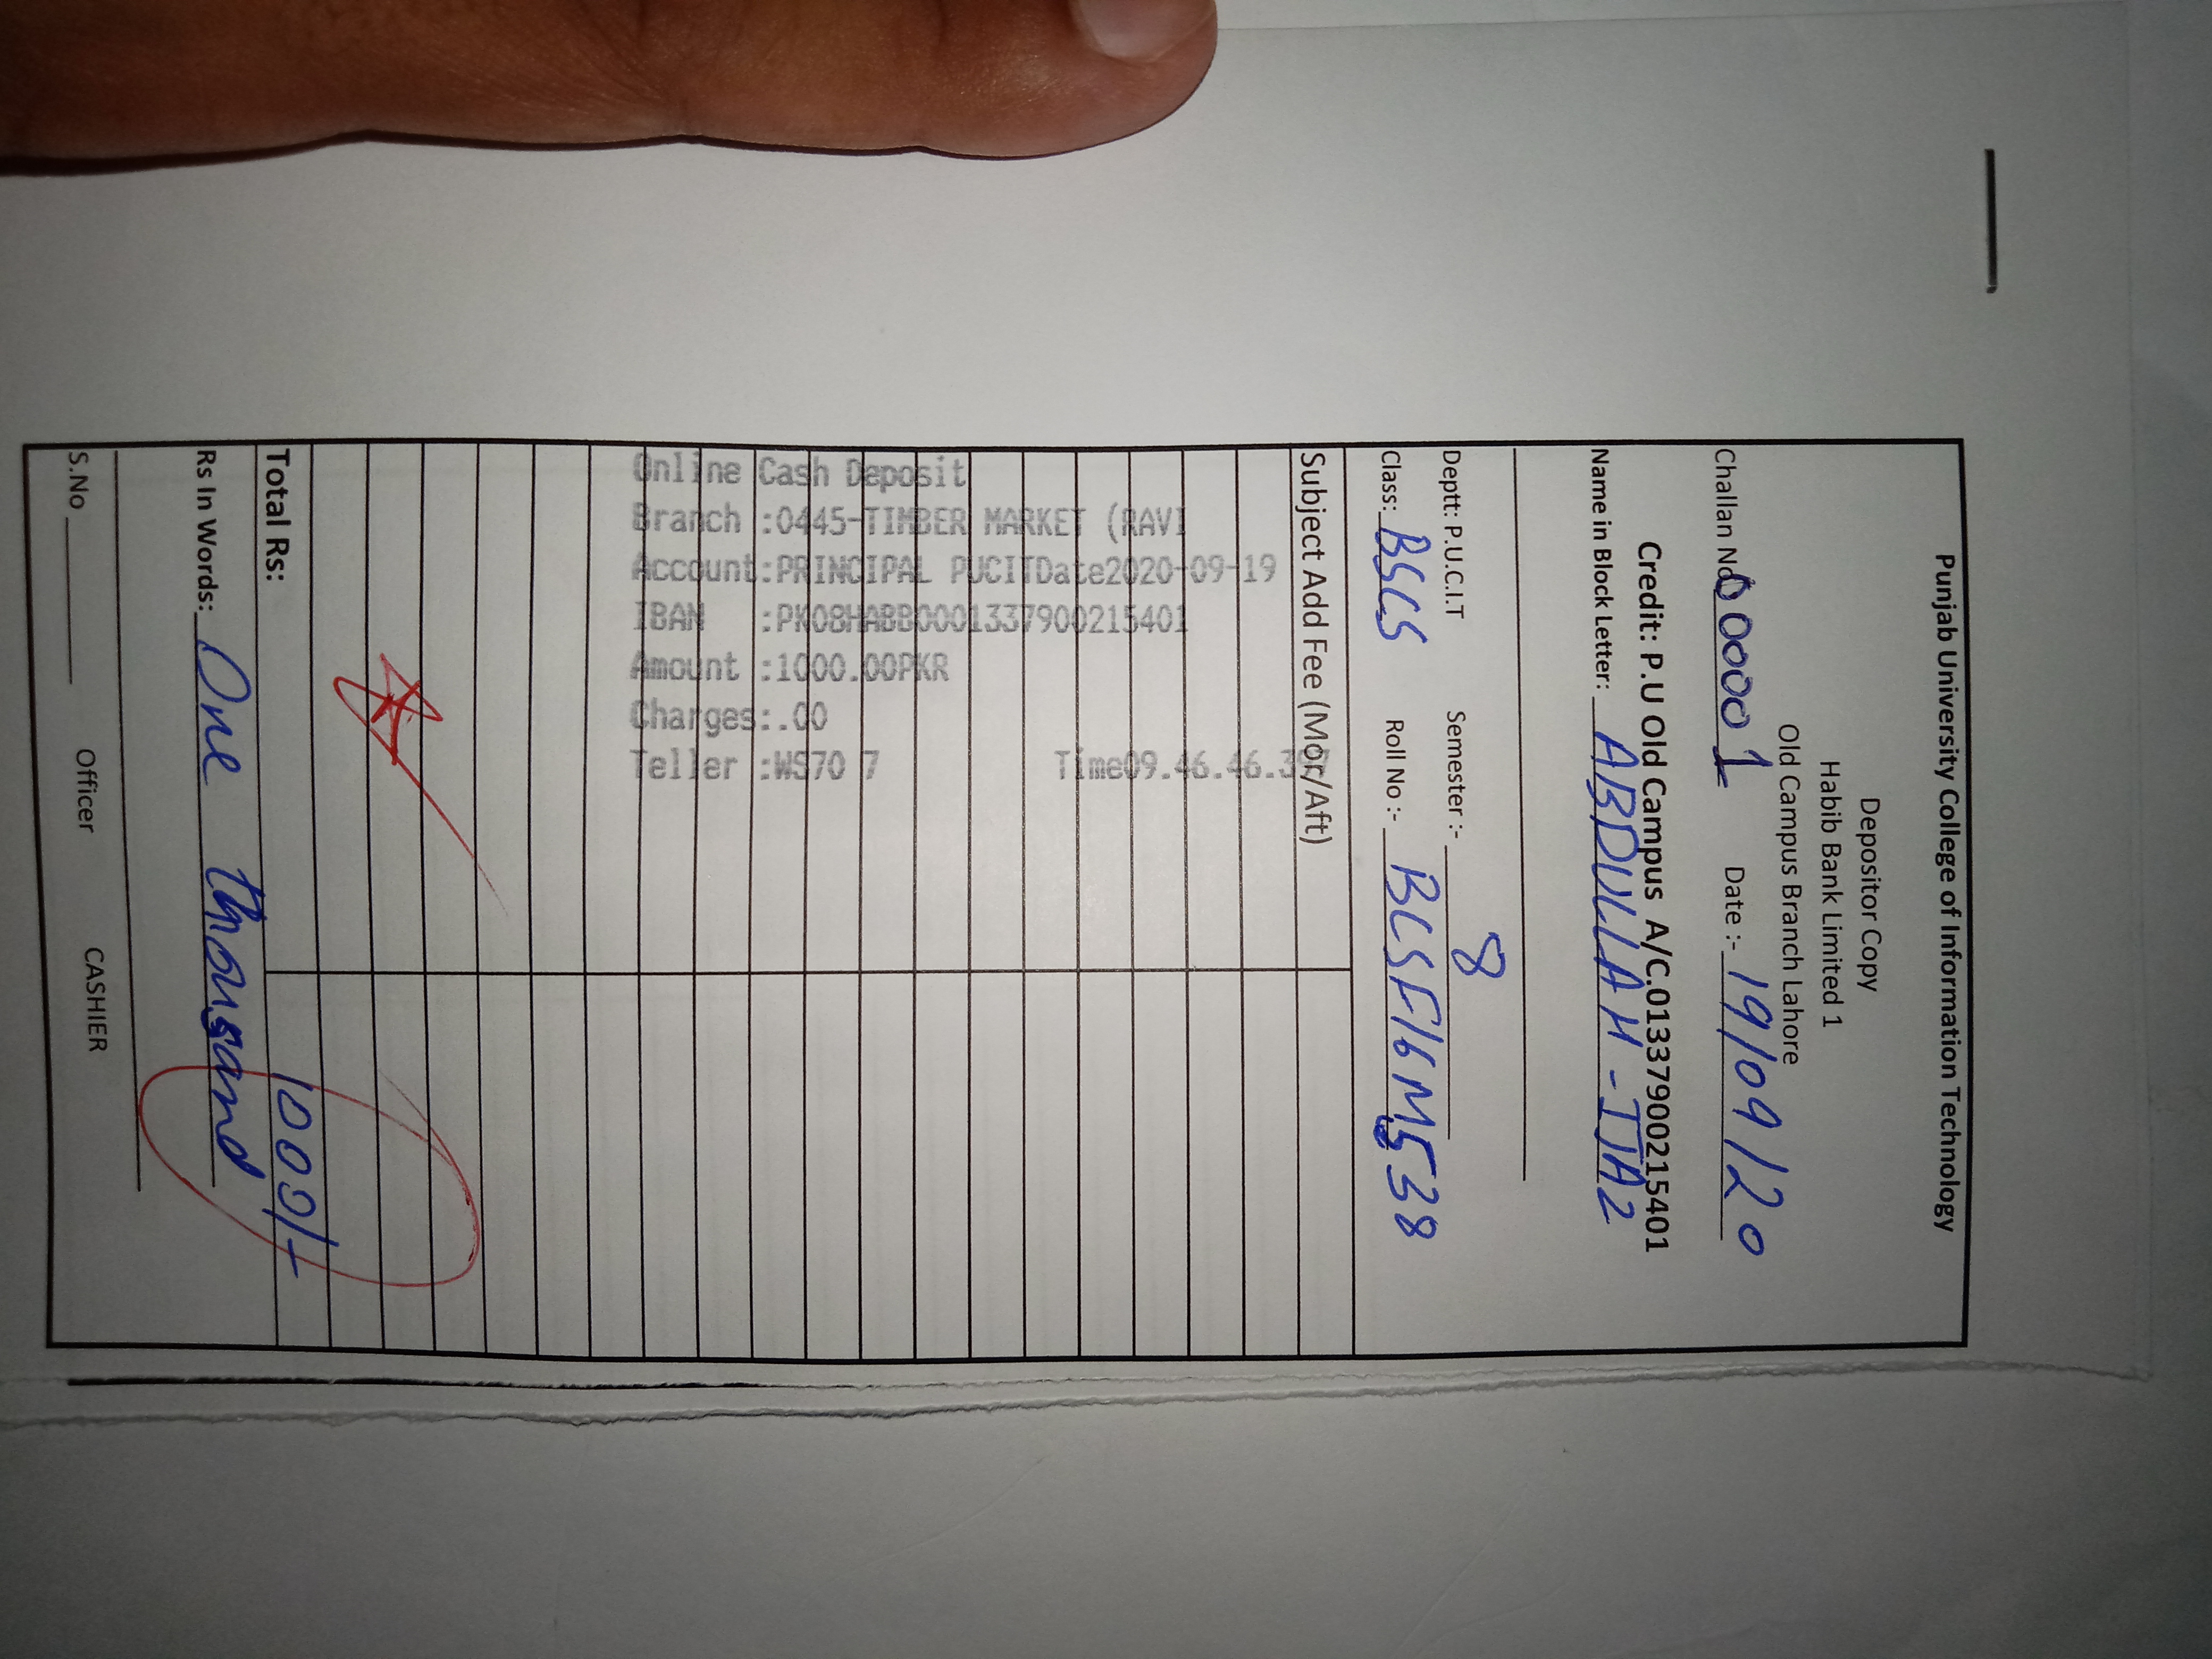 Punjab University College of Information Technology
Depositor Copy
Habib Bank Limited 1
Old Campus Branch Lahore
Challan No 00000 1 Date :- 19/09/20
Credit: P.U Old Campus A/C.01337900215401
Name in Block Letter: ABDULLAH - IJAZ
Deptt: P.U.C.I.T Semester :- 8
Class: BSCS Roll No :- BCSF16M538
Subject Add Fee (Mor/Aft)
Online Cash Deposit
Branch :0445-TIMBER MARKET (RAVI
Account:PRINCIPAL PUCITDate2020-09-19
IBAN :PK08HABB0001337900215401
Amount :1000.00PKR
Charges:.00
Teller :WS70 7 Time09.46.46.
Total Rs: 1000/-
Rs In Words: One thousand
S.No Officer CASHIER